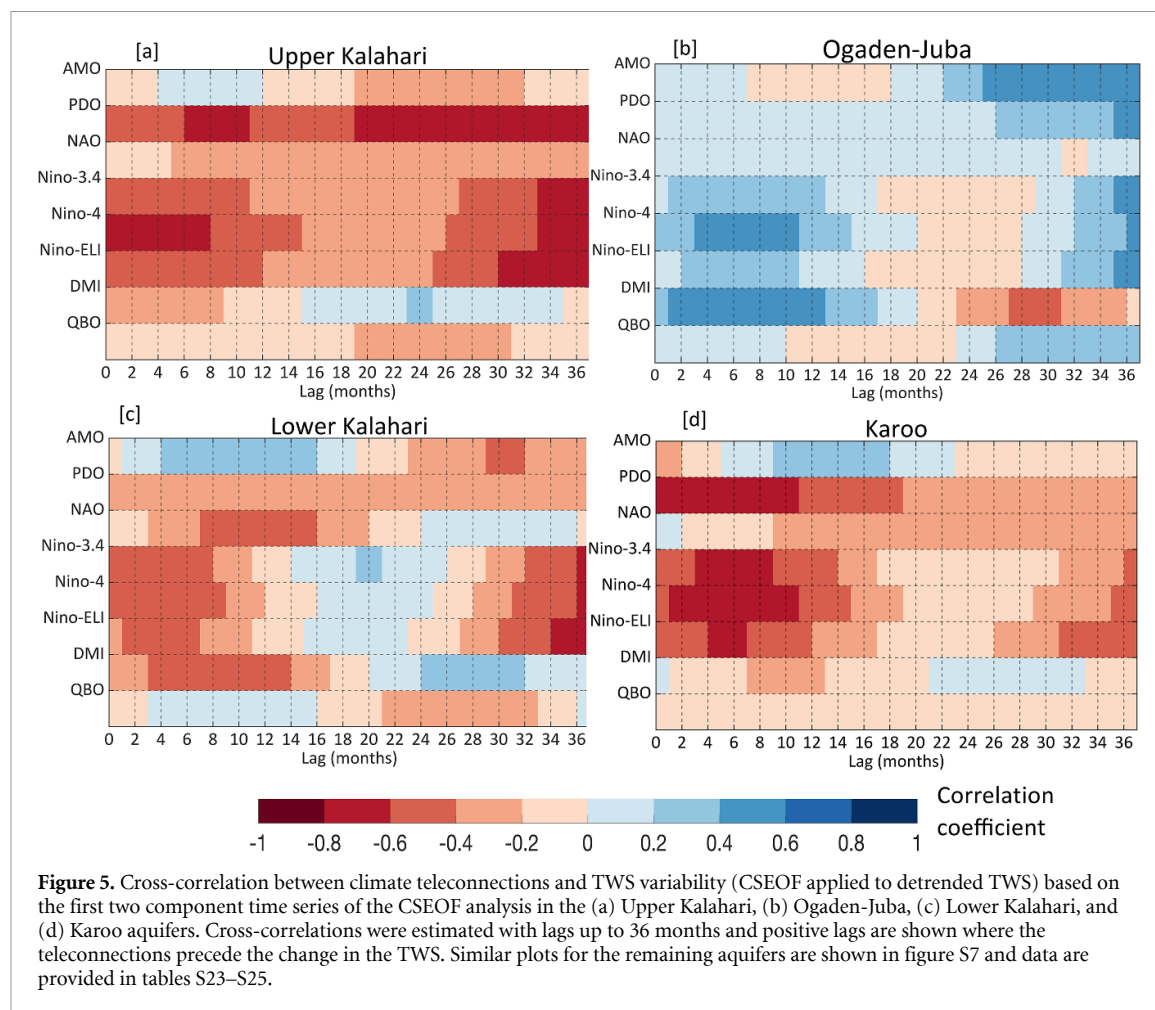 [a]
Upper Kalahari
AMO
PDO
NAO
Nino-3.4
Nino-4
Nino-ELI
DMI
QBO
0 2 4 6 8 10 12 14 16 18 20 22 24 26 28 30 32 34 36
Lag (months)
[b]
Ogaden-Juba
AMO
PDO
NAO
Nino-3.4
Nino-4
Nino-ELI
DMI
QBO
0 2 4 6 8 10 12 14 16 18 20 22 24 26 28 30 32 34 36
Lag (months)
[c]
Lower Kalahari
AMO
PDO
NAO
Nino-3.4
Nino-4
Nino-ELI
DMI
QBO
0 2 4 6 8 10 12 14 16 18 20 22 24 26 28 30 32 34 36
Lag (months)
[d]
Karoo
AMO
PDO
NAO
Nino-3.4
Nino-4
Nino-ELI
DMI
QBO
0 2 4 6 8 10 12 14 16 18 20 22 24 26 28 30 32 34 36
Lag (months)
Correlation
coefficient
-1 -0.8 -0.6 -0.4 -0.2 0 0.2 0.4 0.6 0.8 1
Figure 5. Cross-correlation between climate teleconnections and TWS variability (CSEOF applied to detrended TWS) based on
the first two component time series of the CSEOF analysis in the (a) Upper Kalahari, (b) Ogaden-Juba, (c) Lower Kalahari, and
(d) Karoo aquifers. Cross-correlations were estimated with lags up to 36 months and positive lags are shown where the
teleconnections precede the change in the TWS. Similar plots for the remaining aquifers are shown in figure S7 and data are
provided in tables S23–S25.